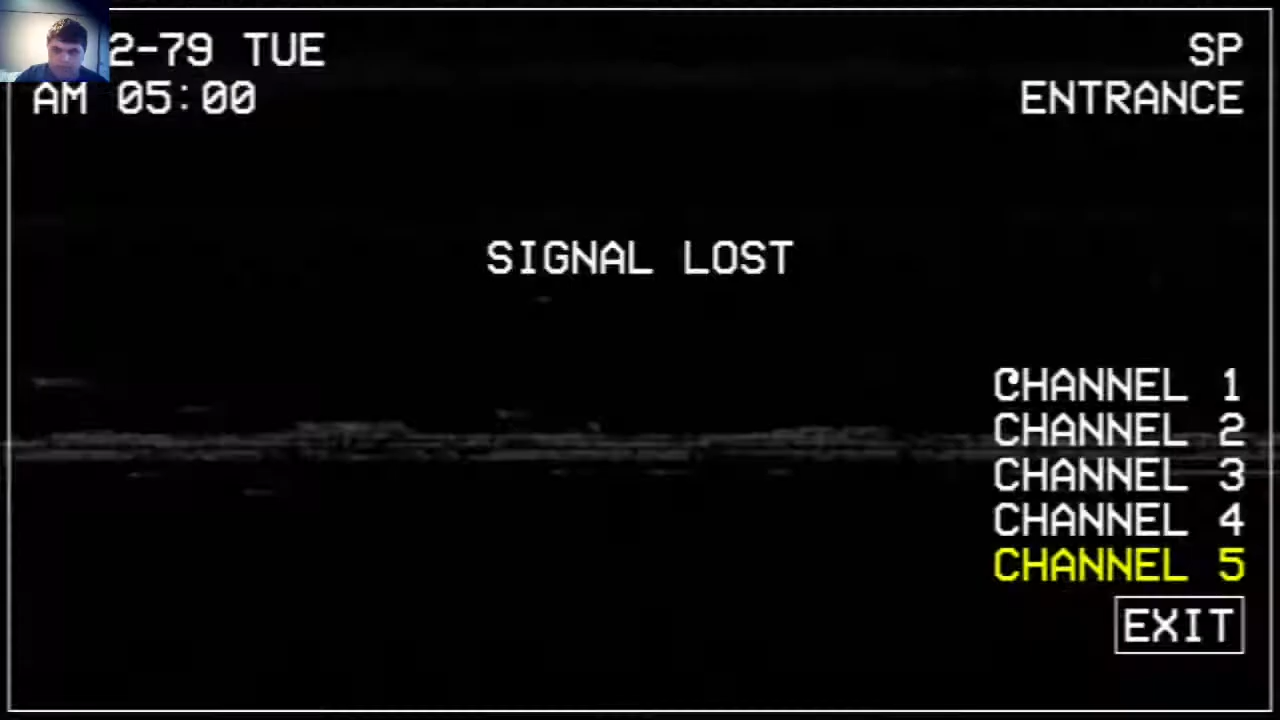 2-79 TUE
AM 05:00
SP
ENTRANCE
SIGNAL LOST
CHANNEL 1
CHANNEL 2
CHANNEL 3
CHANNEL 4
CHANNEL 5
EXIT